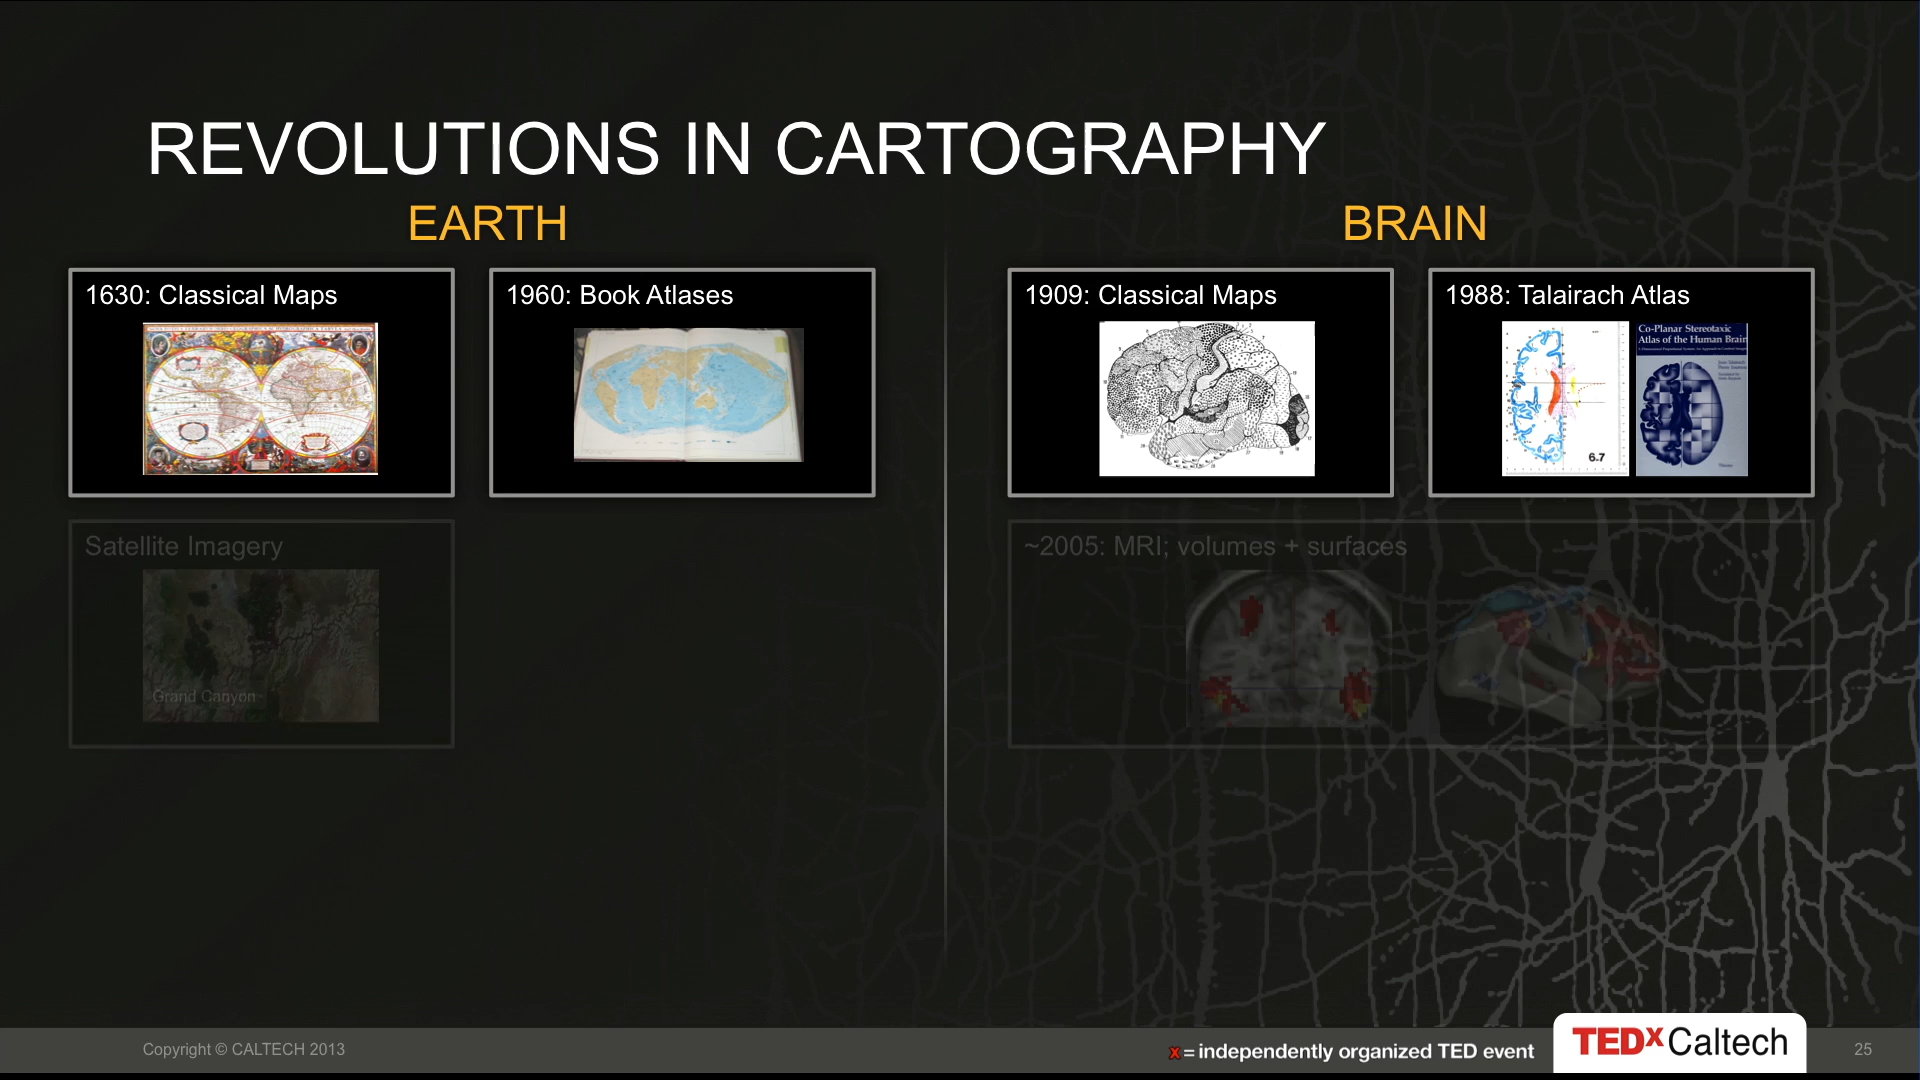 REVOLUTIONS IN CARTOGRAPHY
EARTH
BRAIN
1630: Classical Maps
1960: Book Atlases
1909: Classical Maps
1988: Talairach Atlas
6.7
Co-Planar Stereotaxic
Atlas of the Human Brain
Satellite Imagery
Grand Canyon
~2005: MRI; volumes + surfaces
Copyright © CALTECH 2013
x = independently organized TED event
TEDxCaltech
25